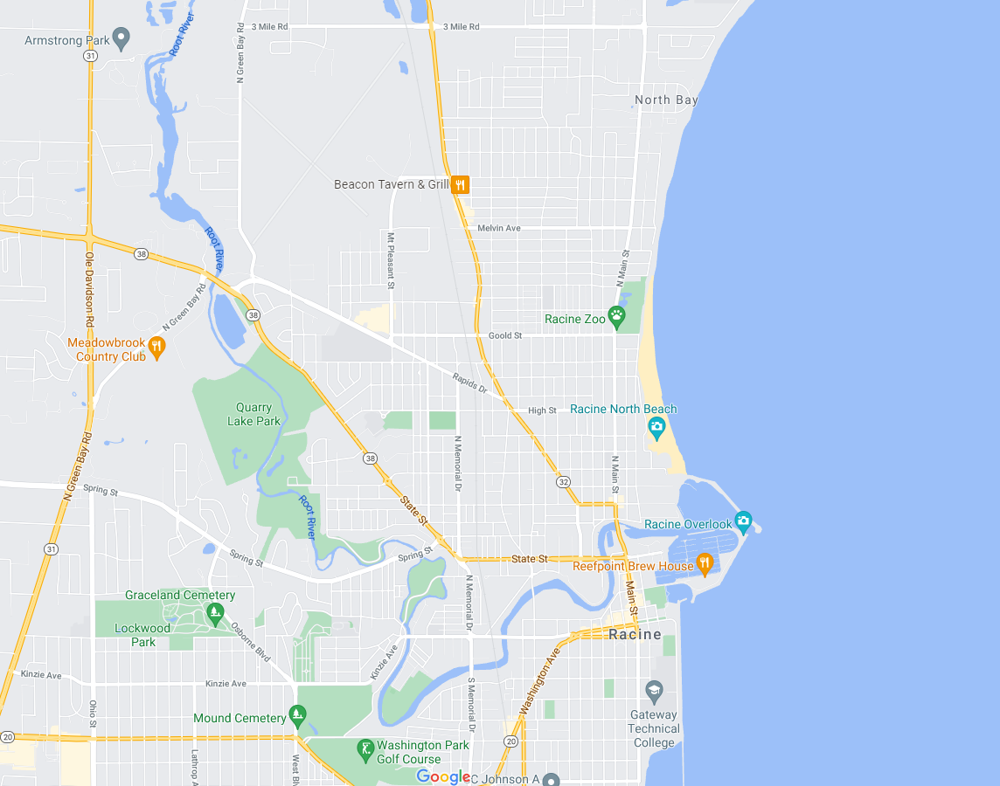 Root River
3 Mile Rd
3 Mile Rd
Armstrong Park
31
N Green Bay Rd
North Bay
Beacon Tavern & Grill
Melvin Ave
Root River
38
Mt Pleasant St
N Main St
Ole Davidson Rd
N Green Bay Rd
38
Racine Zoo
Goold St
Meadowbrook
Country Club
Rapids Dr
Quarry
Lake Park
High St
Racine North Beach
N Green Bay Rd
38
N Memorial Dr
N Main St
32
Spring St
Root River
State St
Racine Overlook
31
Spring St
Spring St
State St
Reefpoint Brew House
Graceland Cemetery
N Memorial Dr
Main St
Lockwood
Park
Osborne Blvd
Racine
Kinzie Ave
Kinzie Ave
Kinzie Ave
Washington Ave
Ohio St
S Memorial Dr
Mound Cemetery
Gateway
Technical
College
20
20
Washington Park
Golf Course
Lathrop A
West Blv
Google
SC Johnson A